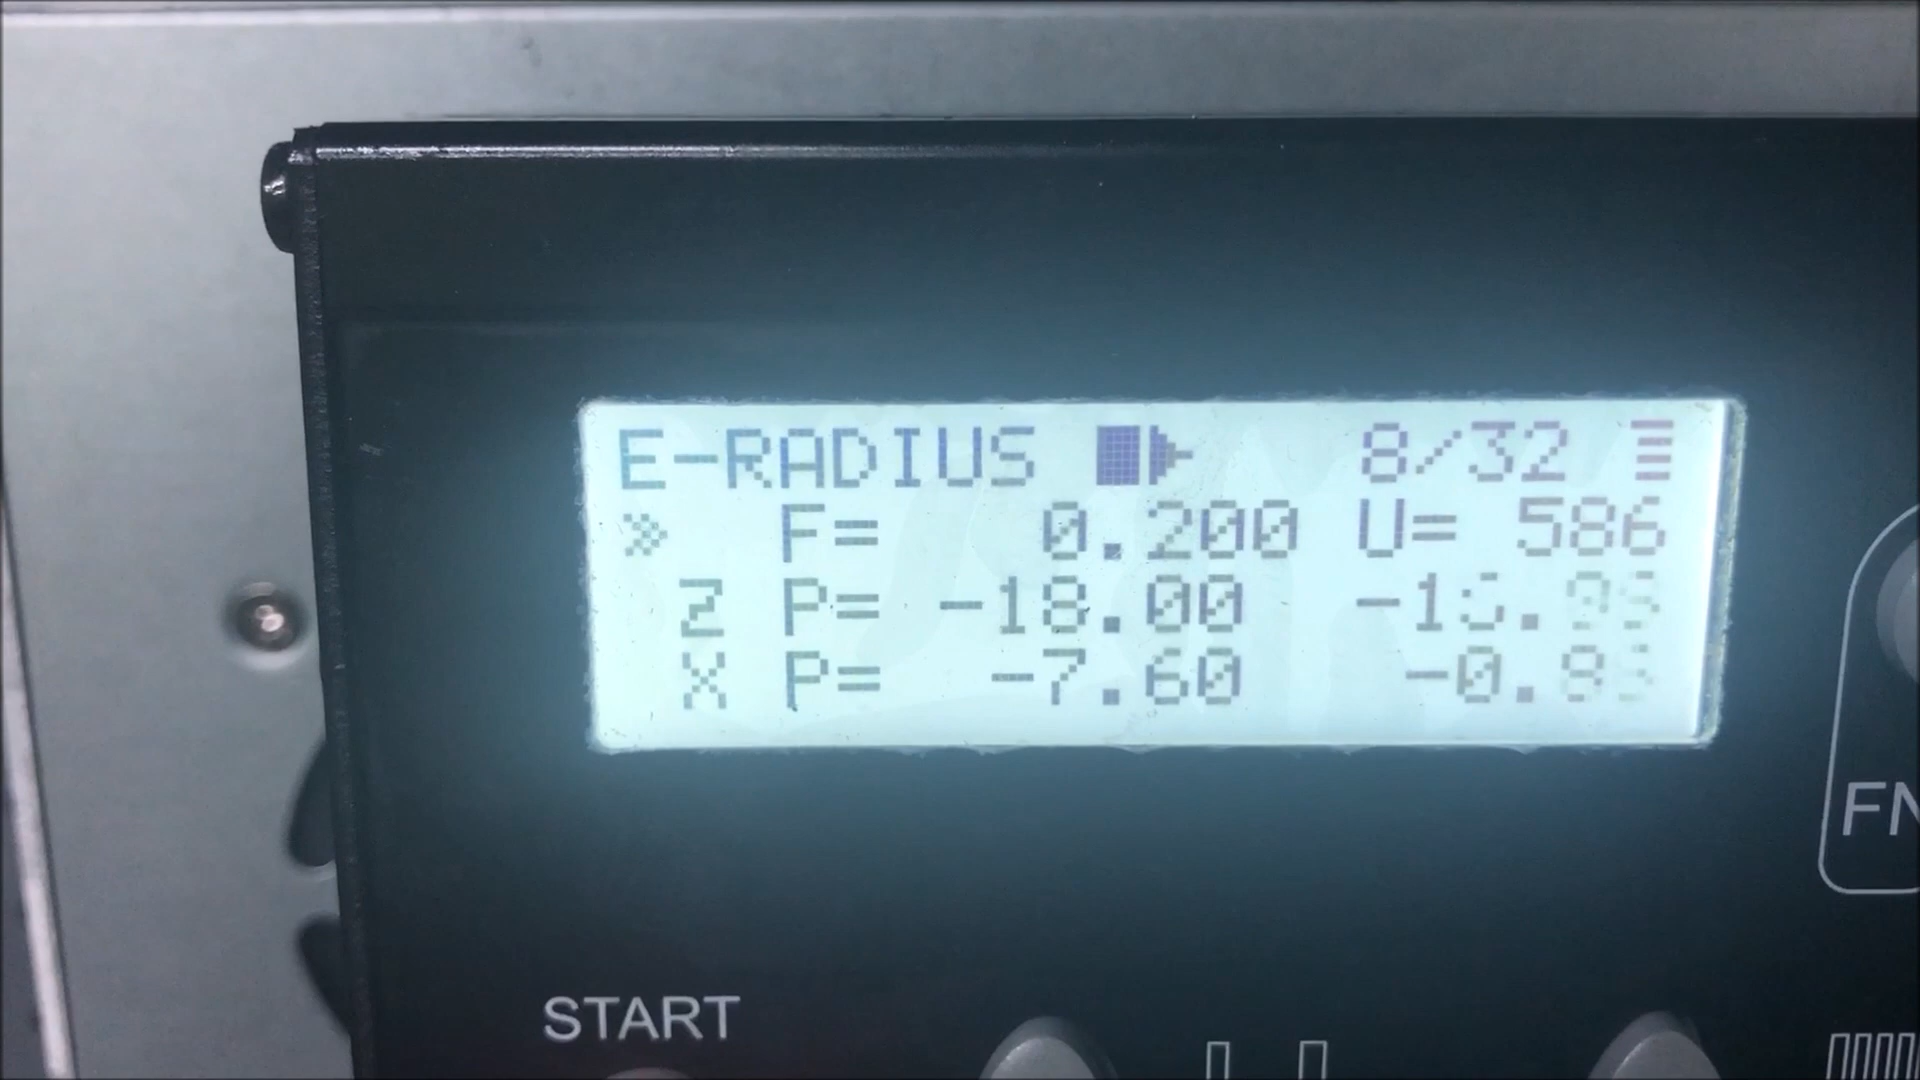 E-RADIUS 8/32
» F= 0.200 U= 586
Z P= -18.00
X P= -7.60
FN
START